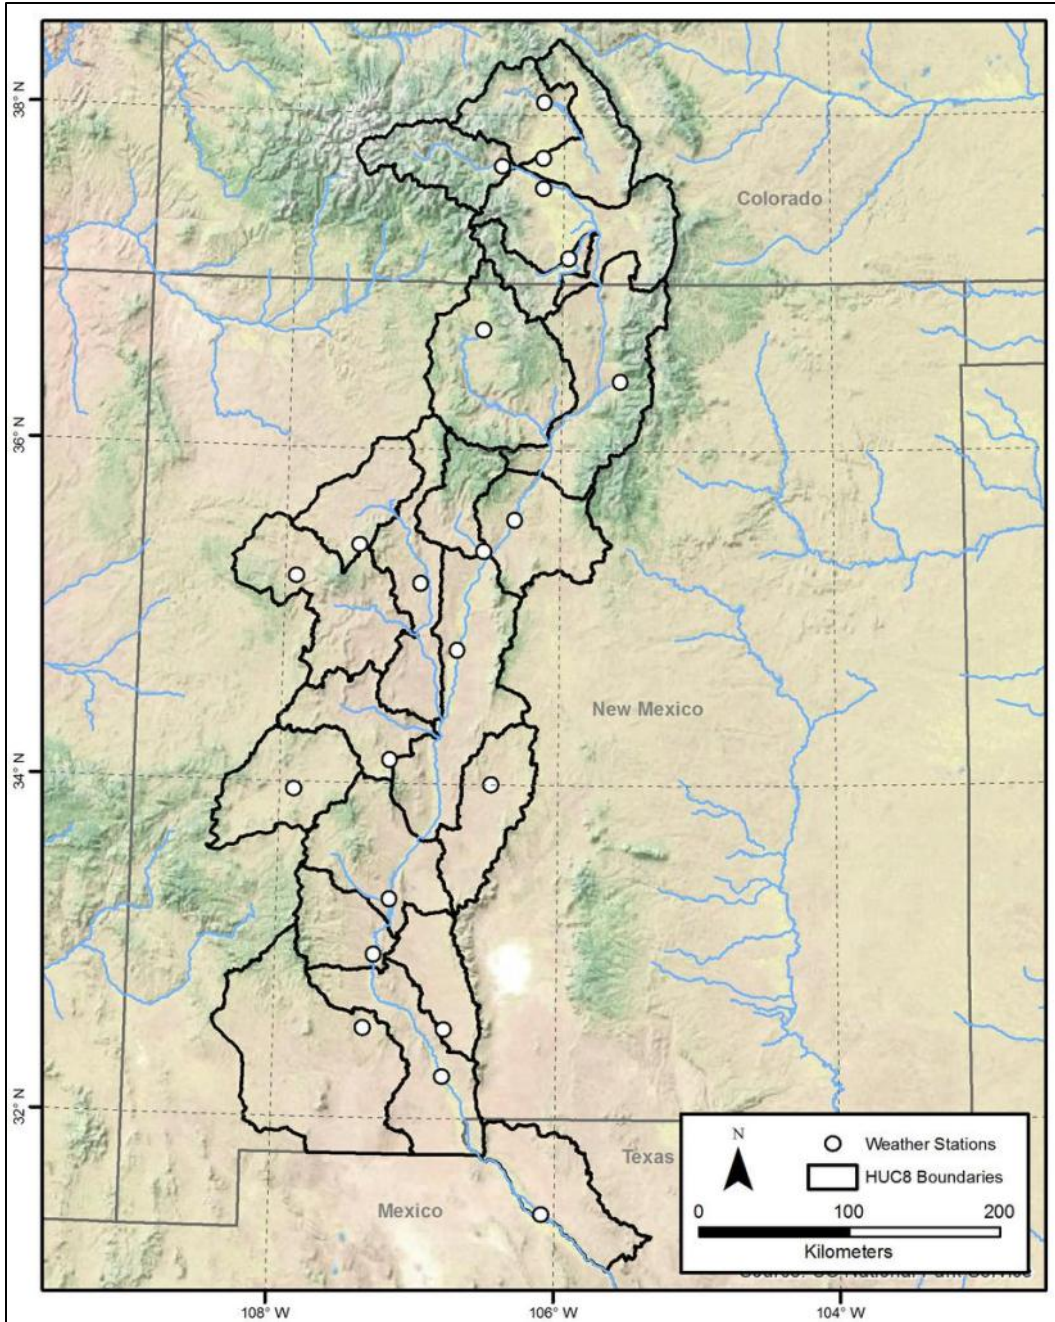 38° N
Colorado
36° N
New Mexico
34° N
32° N
Texas
Mexico
N
Weather Stations
HUC8 Boundaries
0 100 200
Kilometers
108° W 106° W 104° W